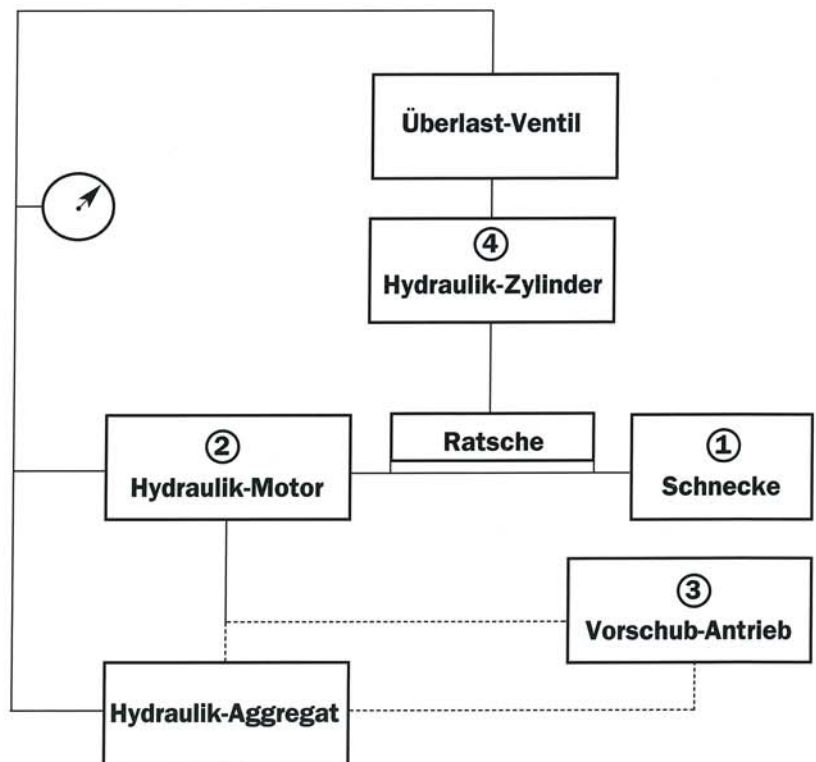 Überlast-Ventil
④
Hydraulik-Zylinder
Ratsche
②
Hydraulik-Motor
①
Schnecke
③
Vorschub-Antrieb
Hydraulik-Aggregat